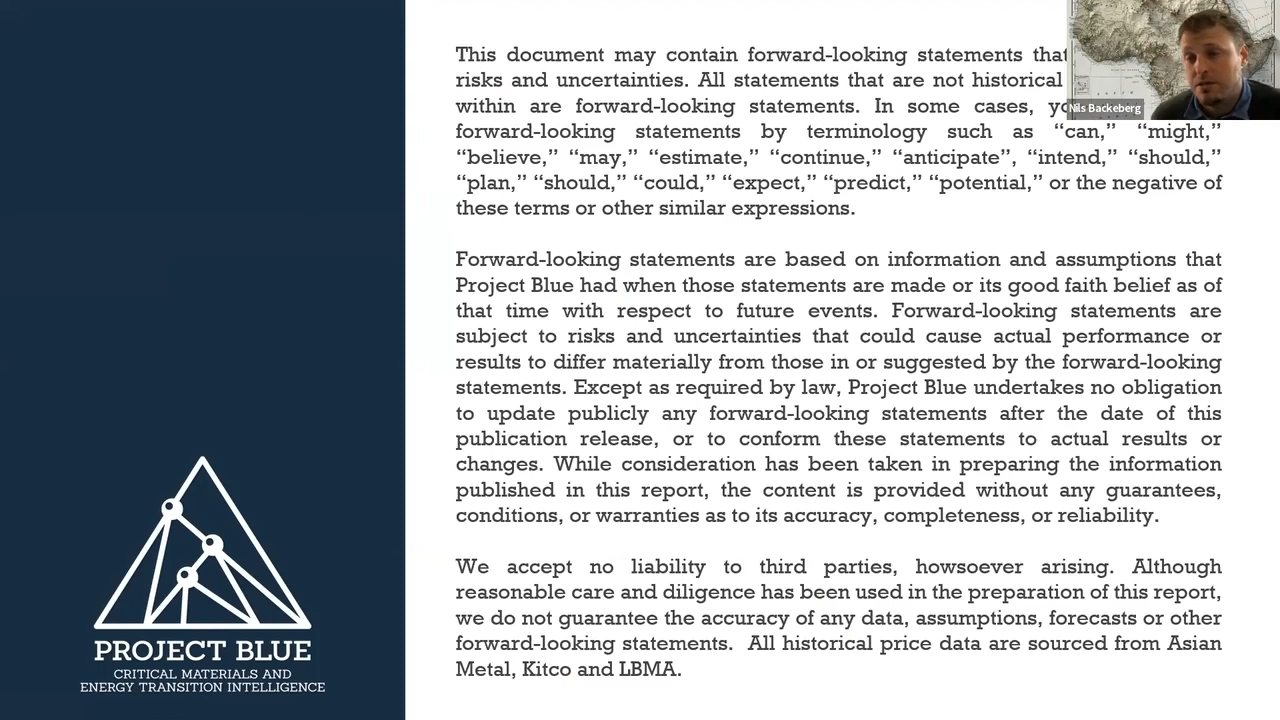 This document may contain forward-looking statements that
risks and uncertainties. All statements that are not historical
within are forward-looking statements. In some cases,
forward-looking statements by terminology such as “can,” “might,”
“believe,” “may,” “estimate,” “continue,” “anticipate”, “intend,” “should,”
“plan,” “should,” “could,” “expect,” “predict,” “potential,” or the negative of
these terms or other similar expressions.
Forward-looking statements are based on information and assumptions that
Project Blue had when those statements are made or its good faith belief as of
that time with respect to future events. Forward-looking statements are
subject to risks and uncertainties that could cause actual performance or
results to differ materially from those in or suggested by the forward-looking
statements. Except as required by law, Project Blue undertakes no obligation
to update publicly any forward-looking statements after the date of this
publication release, or to conform these statements to actual results or
changes. While consideration has been taken in preparing the information
published in this report, the content is provided without any guarantees,
conditions, or warranties as to its accuracy, completeness, or reliability.
We accept no liability to third parties, howsoever arising. Although
reasonable care and diligence has been used in the preparation of this report,
we do not guarantee the accuracy of any data, assumptions, forecasts or other
forward-looking statements. All historical price data are sourced from Asian
Metal, Kitco and LBMA.
Nils Backeberg
PROJECT BLUE
CRITICAL MATERIALS AND
ENERGY TRANSITION INTELLIGENCE